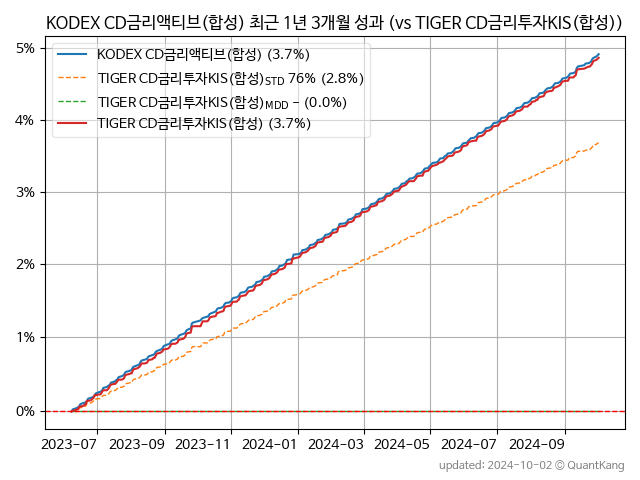 KODEX CD금리액티브(합성) 최근 1년 3개월 성과 (vs TIGER CD금리투자KIS(합성))
KODEX CD금리액티브(합성) (3.7%)
TIGER CD금리투자KIS(합성)STD 76% (2.8%)
TIGER CD금리투자KIS(합성)MDD − (0.0%)
TIGER CD금리투자KIS(합성) (3.7%)
5%
4%
3%
2%
1%
0%
2023-07 2023-09 2023-11 2024-01 2024-03 2024-05 2024-07 2024-09
updated: 2024-10-02 © QuantKang